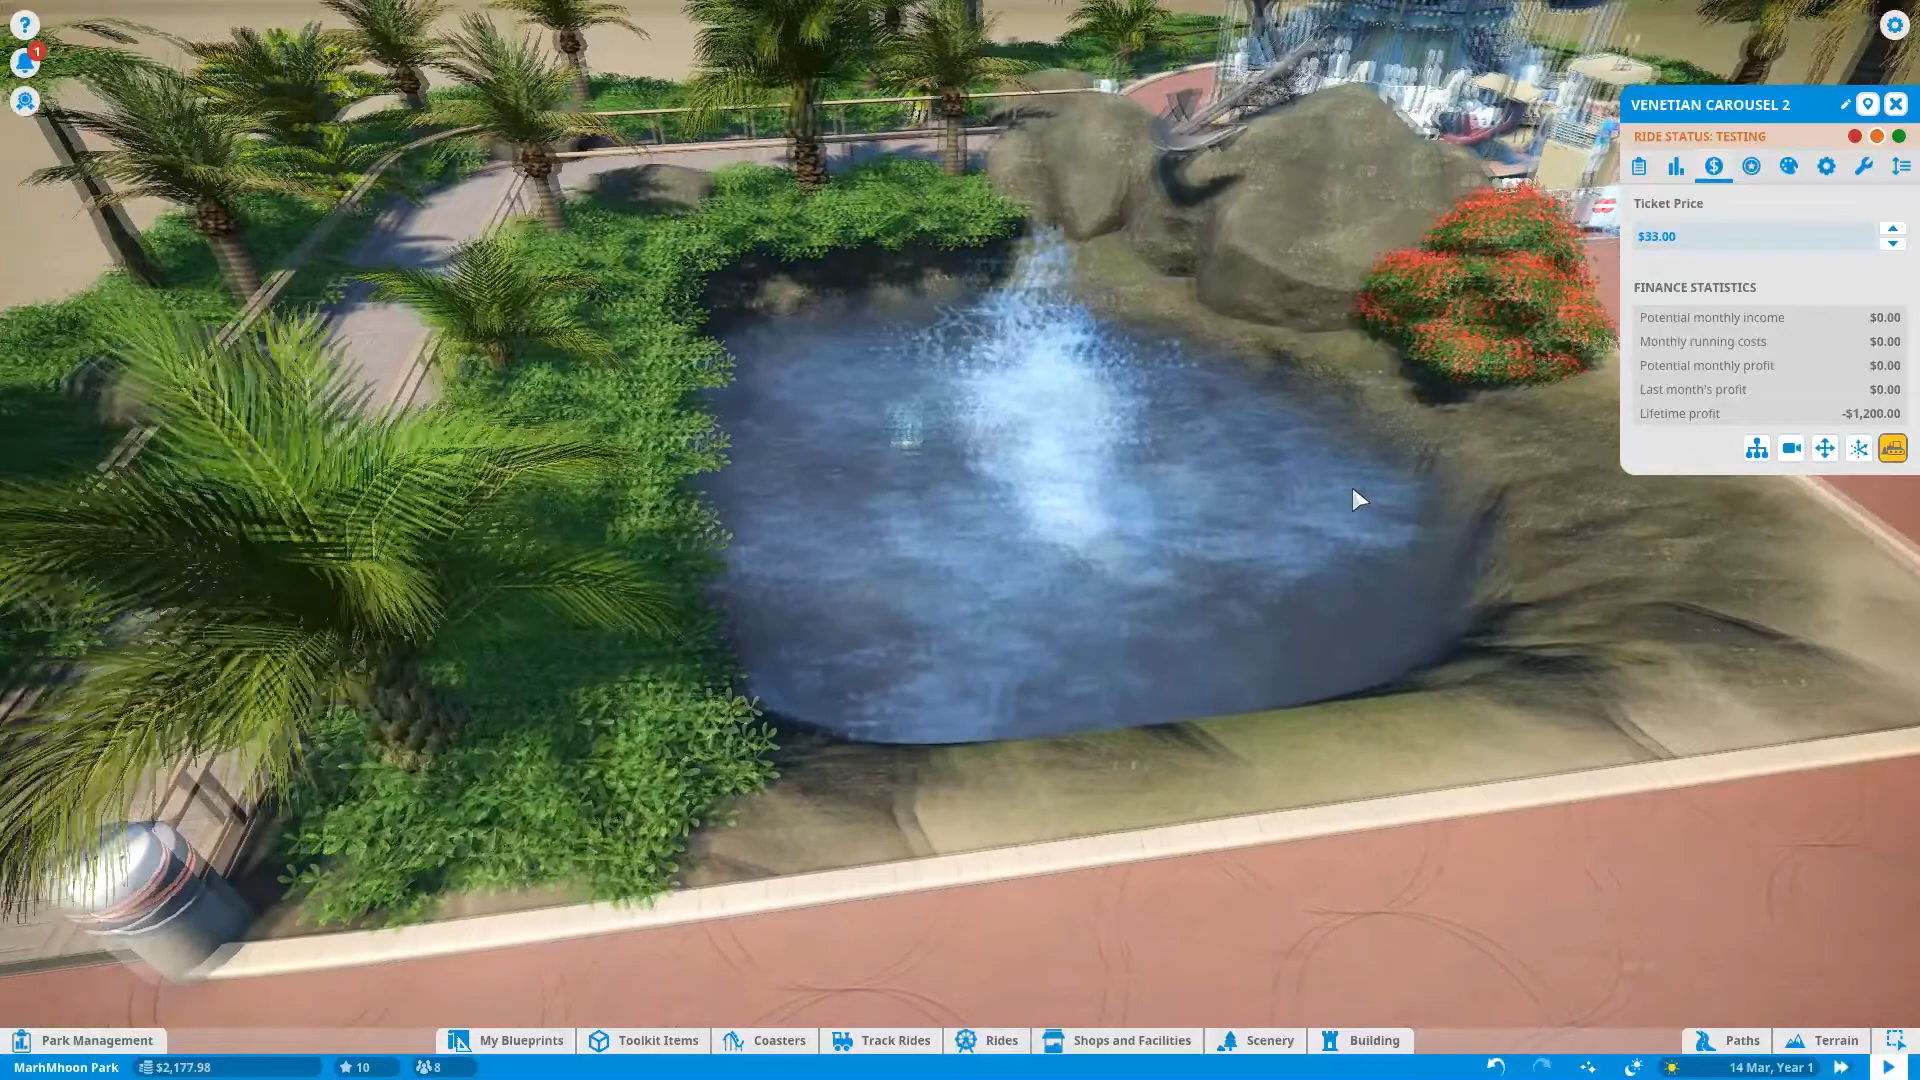 ?
1
VENETIAN CAROUSEL 2
RIDE STATUS: TESTING
Ticket Price
$33.00
FINANCE STATISTICS
Potential monthly income $0.00
Monthly running costs $0.00
Potential monthly profit $0.00
Last month's profit $0.00
Lifetime profit -$1,200.00
Park Management
My Blueprints
Toolkit Items
Coasters
Track Rides
Rides
Shops and Facilities
Scenery
Building
Paths
Terrain
MarhMhoon Park
$2,177.98
10
8
14 Mar, Year 1